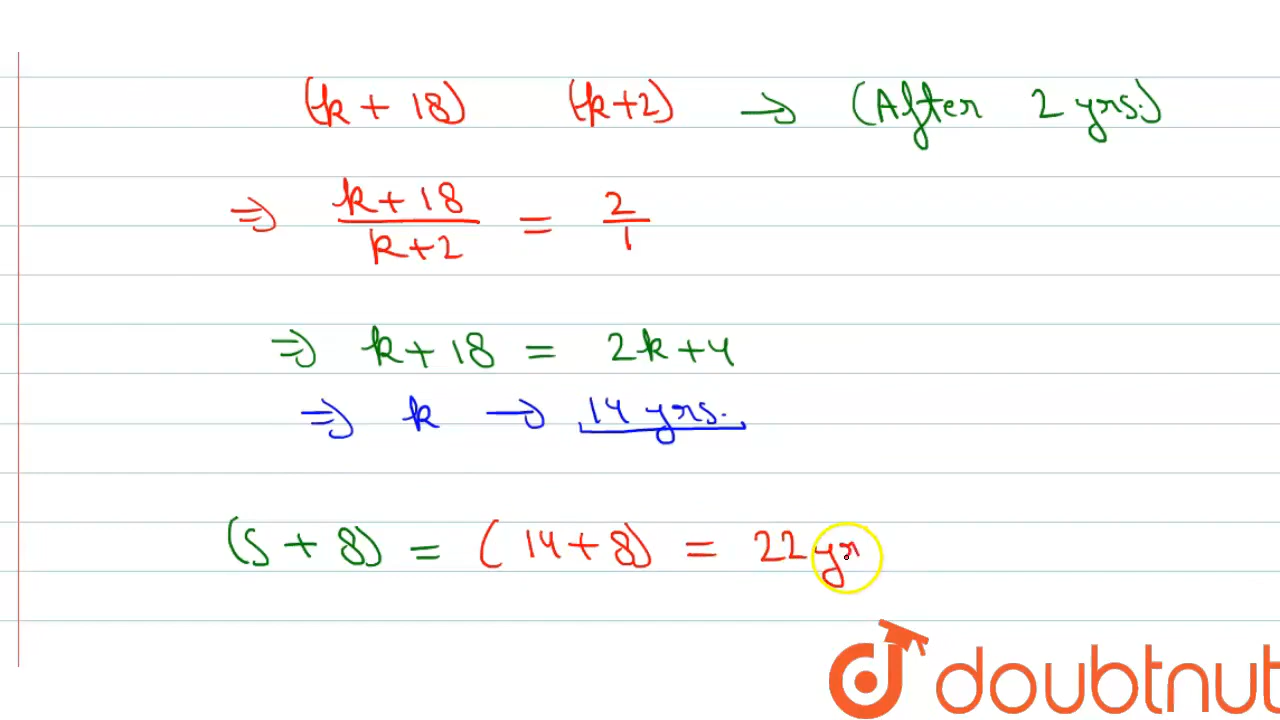 (k + 18) (k+2) → (After 2 yrs.)
⇒ k+18 / k+2 = 2 / 1
⇒ k+18 = 2k+4
⇒ k → 14 yrs.
(S + 8) = (14+8) = 22 yr
doubtnut